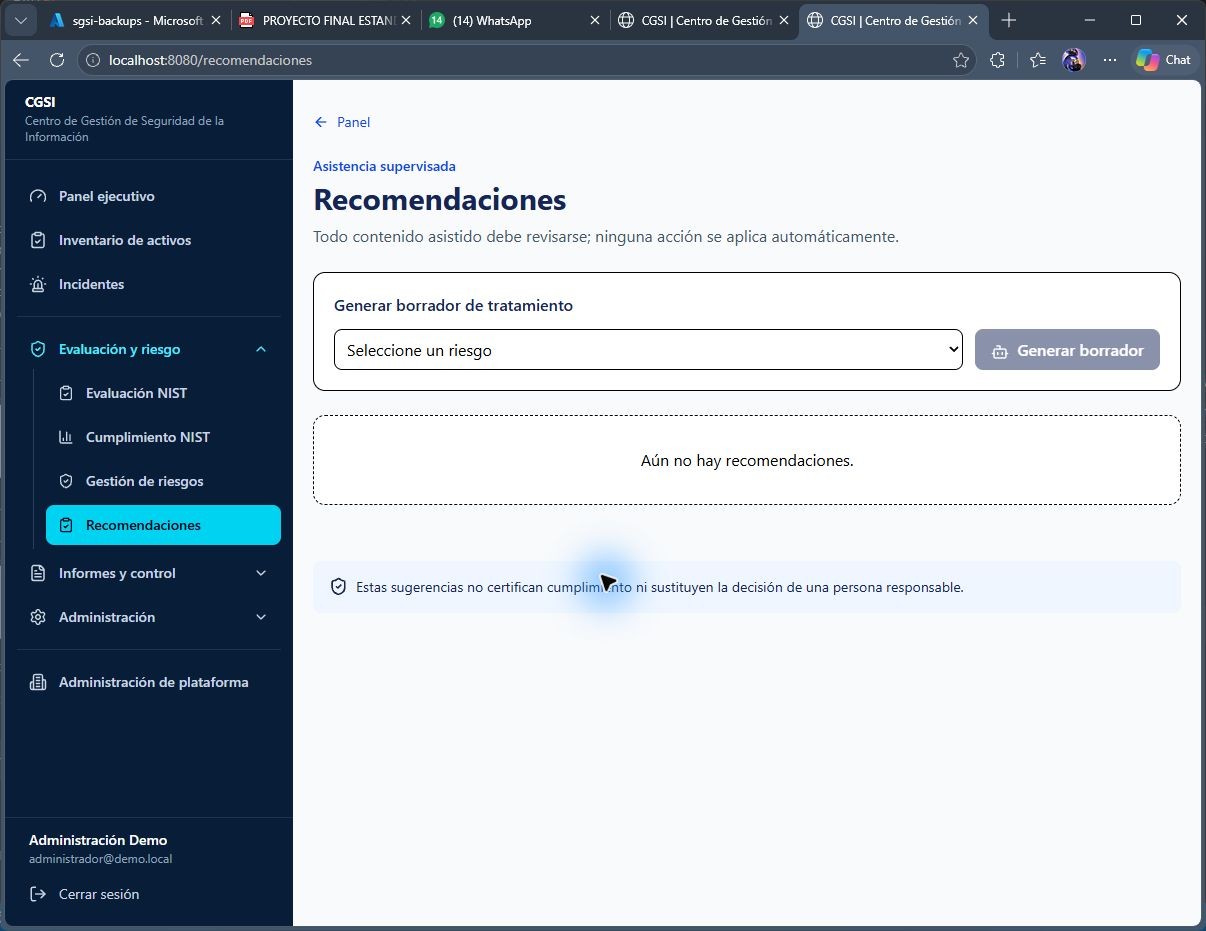 sgsi-backups - Microsoft
PROYECTO FINAL ESTAN
14
(14) WhatsApp
CGSI | Centro de Gestión
CGSI | Centro de Gestión
localhost:8080/recomendaciones
Chat
CGSI
Centro de Gestión de Seguridad de la
Información
Panel ejecutivo
Inventario de activos
Incidentes
Evaluación y riesgo
Evaluación NIST
Cumplimiento NIST
Gestión de riesgos
Recomendaciones
Informes y control
Administración
Administración de plataforma
Administración Demo
administrador@demo.local
Cerrar sesión
Panel
Asistencia supervisada
Recomendaciones
Todo contenido asistido debe revisarse; ninguna acción se aplica automáticamente.
Generar borrador de tratamiento
Seleccione un riesgo
Generar borrador
Aún no hay recomendaciones.
Estas sugerencias no certifican cumplimiento ni sustituyen la decisión de una persona responsable.